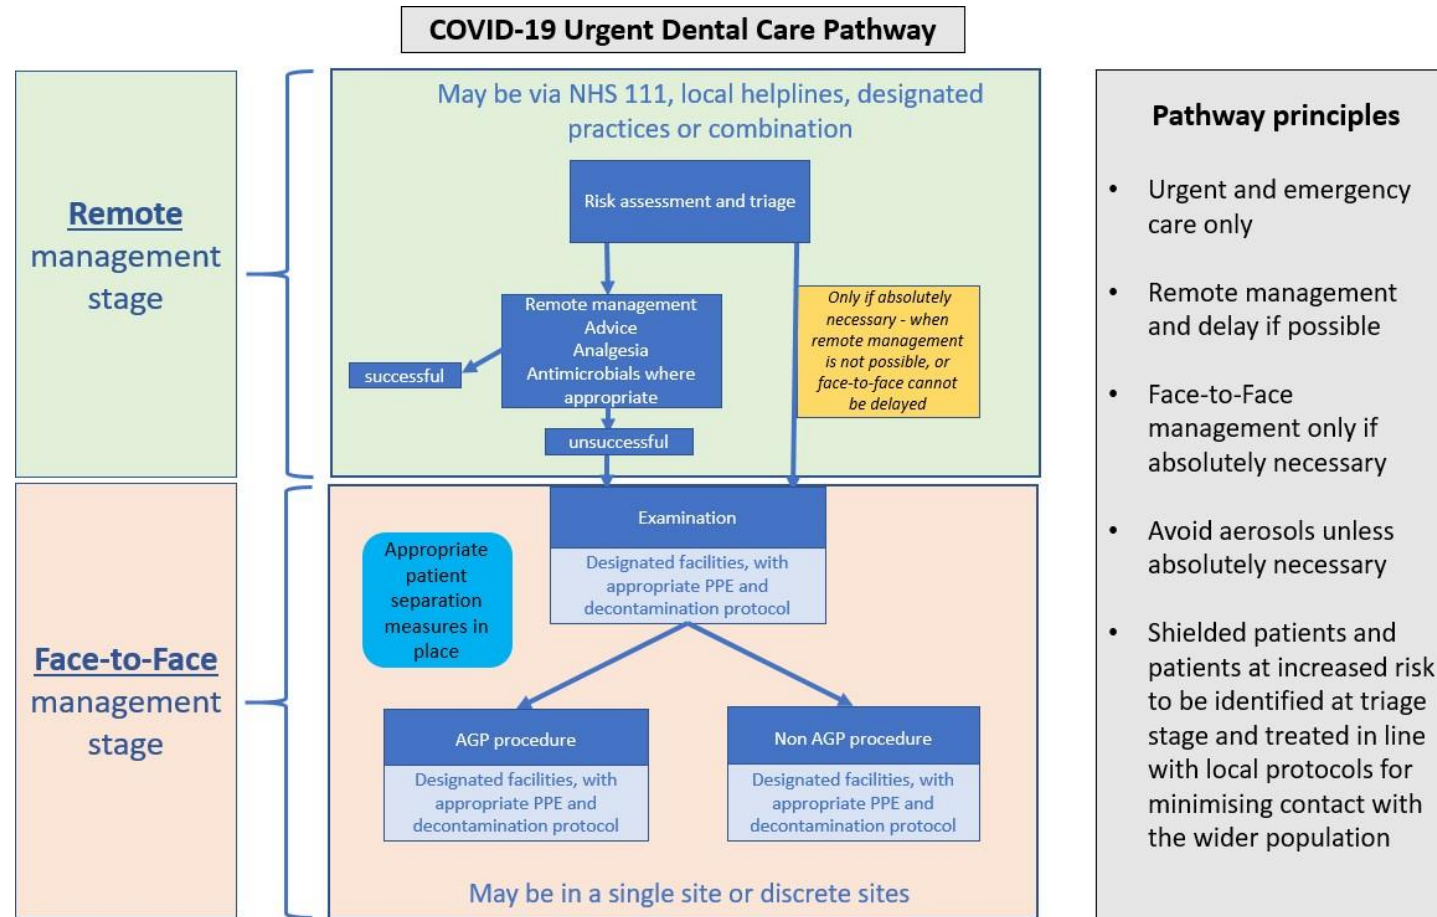 COVID-19 Urgent Dental Care Pathway
Remote
management
stage
May be via NHS 111, local helplines, designated
practices or combination
Risk assessment and triage
Remote management
Advice
Analgesia
Antimicrobials where
appropriate
Only if absolutely
necessary - when
remote management
is not possible, or
face-to-face cannot
be delayed
successful
unsuccessful
Face-to-Face
management
stage
Appropriate
patient
separation
measures in
place
Examination
Designated facilities, with
appropriate PPE and
decontamination protocol
AGP procedure
Designated facilities, with
appropriate PPE and
decontamination protocol
Non AGP procedure
Designated facilities, with
appropriate PPE and
decontamination protocol
May be in a single site or discrete sites
Pathway principles
• Urgent and emergency
care only
• Remote management
and delay if possible
• Face-to-Face
management only if
absolutely necessary
• Avoid aerosols unless
absolutely necessary
• Shielded patients and
patients at increased risk
to be identified at triage
stage and treated in line
with local protocols for
minimising contact with
the wider population